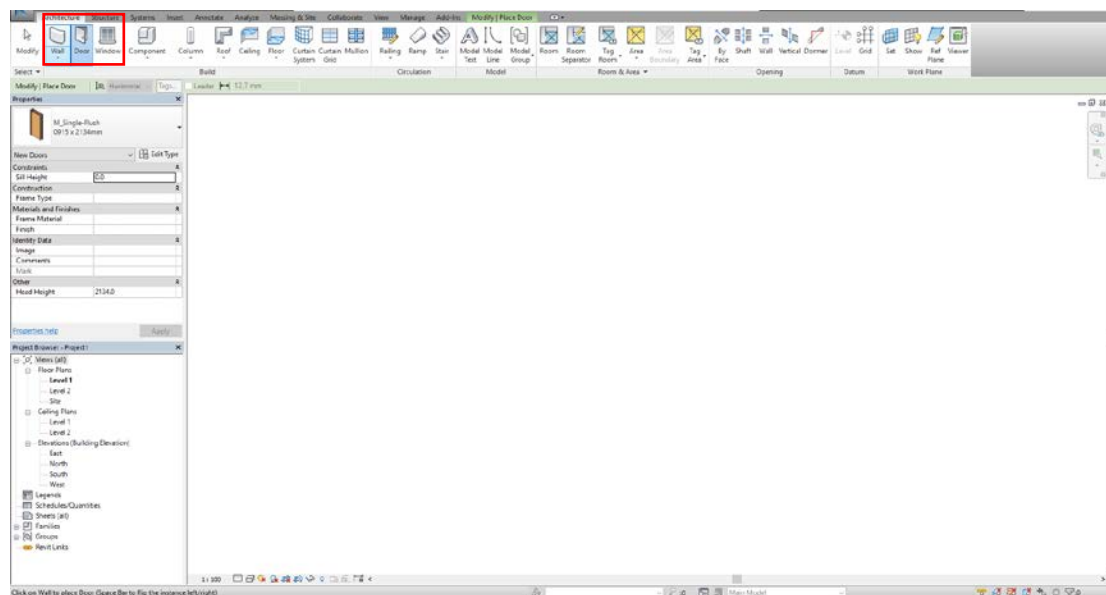 Architecture Structure Systems Insert Annotate Analyze Massing & Site Collaborate View Manage Add-Ins Modify | Place Door
Modify Wall Door Window Component Column Roof Ceiling Floor Curtain System Curtain Grid Mullion Railing Ramp Stair Model Text Model Line Model Group Room Room Separator Tag Room Area Area Boundary Tag Area By Face Shaft Wall Vertical Dormer Level Grid Set Show Ref Plane Viewer
Select Build Circulation Model Room & Area Opening Datum Work Plane
Modify | Place Door Horizontal Tags... Leader 12.7 mm
Properties
M_Single-Flush
0915 x 2134mm
New Doors Edit Type
Constraints
Sill Height 0.0
Construction
Frame Type
Materials and Finishes
Frame Material
Finish
Identity Data
Image
Comments
Mark
Other
Head Height 2134.0
Properties help Apply
Project Browser - Project1
Views (all)
Floor Plans
Level 1
Level 2
Site
Ceiling Plans
Level 1
Level 2
Elevations (Building Elevation)
East
North
South
West
Legends
Schedules/Quantities
Sheets (all)
Families
Groups
Revit Links
1 : 100
Click on Wall to place Door (Space Bar to flip the instance left/right) :0 Main Model :0